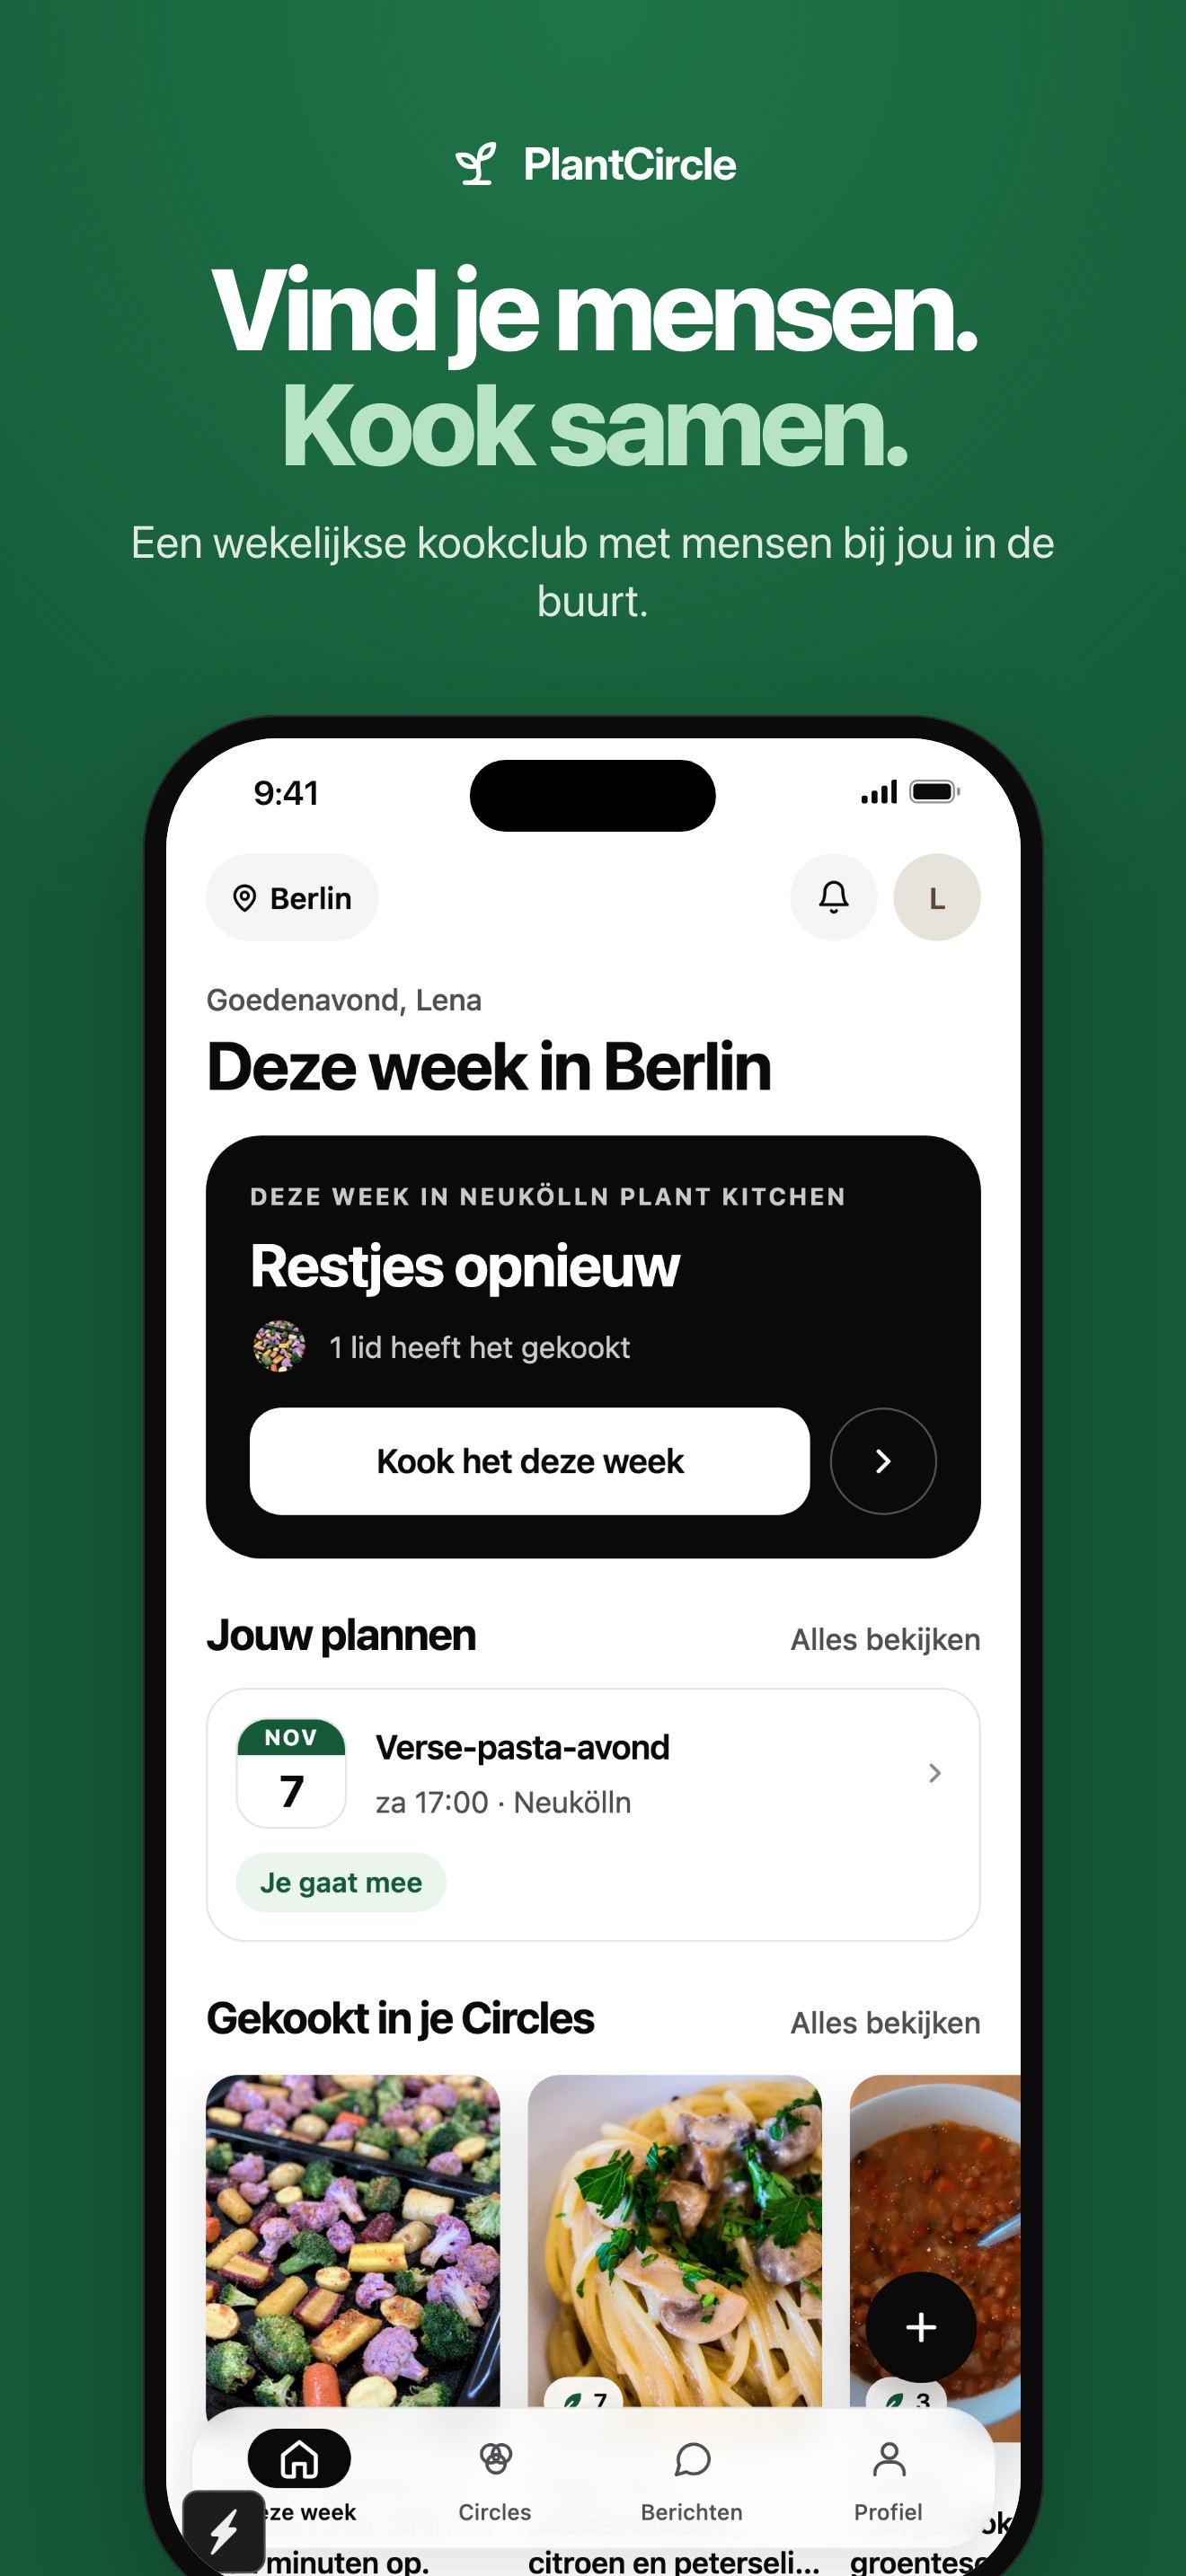 PlantCircle
Vind je mensen.
Kook samen.
Een wekelijkse kookclub met mensen bij jou in de
buurt.
9:41
Berlin
L
Goedenavond, Lena
Deze week in Berlin
DEZE WEEK IN NEUKÖLLN PLANT KITCHEN
Restjes opnieuw
1 lid heeft het gekookt
Kook het deze week
Jouw plannen
Alles bekijken
NOV
7
Verse-pasta-avond
za 17:00 · Neukölln
Je gaat mee
Gekookt in je Circles
Alles bekijken
7
3
eze week
Circles
Berichten
Profiel
minuten op.
citroen en peterseli...